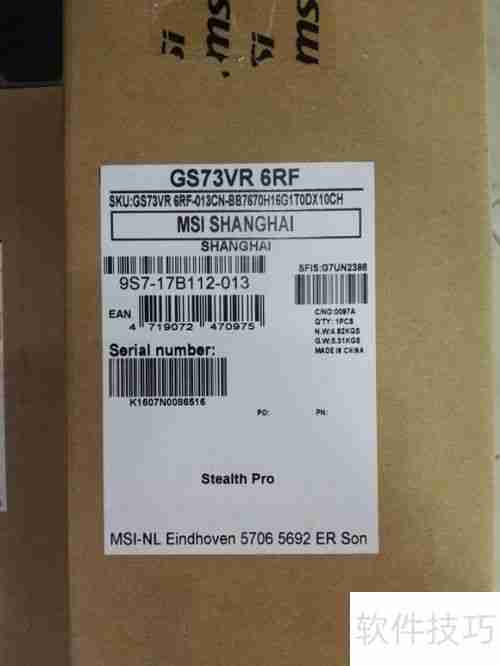 msi
msi
GS73VR 6RF
SKU:GS73VR 6RF-013CN-BB7670H16G1T0DX10CH
MSI SHANGHAI
SHANGHAI
9S7-17B112-013
SFIS:G7UN2386
EAN
4 719072 470975
C/NO:0097A
Q'TY: 1PCS
N.W:4.82KGS
G.W:5.31KGS
MADE IN CHINA
Serial number:
K1607N0086516
PO:
PN:
Stealth Pro
MSI-NL Eindhoven 5706 5692 ER Son
软件技巧